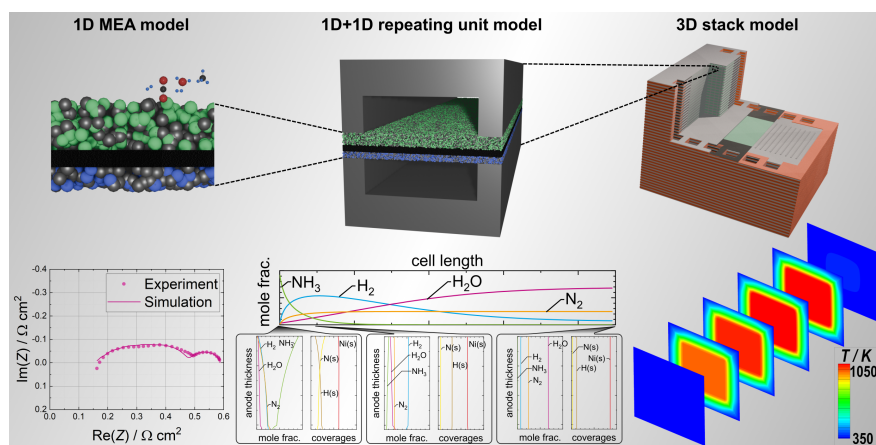 1D MEA model
1D+1D repeating unit model
3D stack model
-0.4
-0.3
-0.2
-0.1
0.0
0.1
0.2
Experiment
Simulation
0.0 0.1 0.2 0.3 0.4 0.5 0.6
Im(Z) / Ω cm²
Re(Z) / Ω cm²
cell length
mole frac.
NH₃
H₂
H₂O
N₂
anode thickness
H₂
NH₃
H₂O
N₂
mole frac.
Ni(s)
N(s)
H(s)
coverages
anode thickness
H₂
H₂O
NH₃
N₂
mole frac.
Ni(s)
N(s)
H(s)
coverages
anode thickness
H₂O
H₂
NH₃
N₂
mole frac.
N(s)
Ni(s)
H(s)
coverages
T / K
1050
350